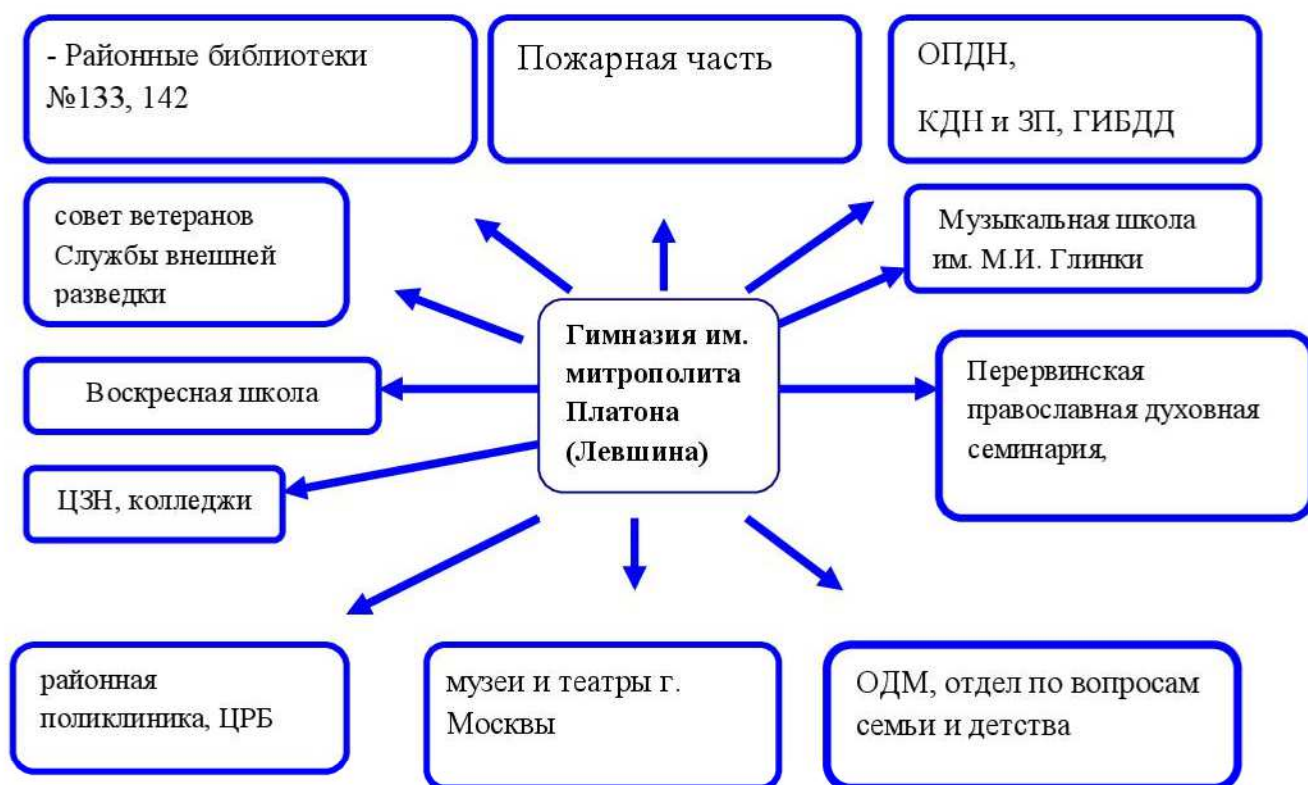 - Районные библиотеки
№133, 142
Пожарная часть
ОПДН,
КДН и ЗП, ГИБДД
совет ветеранов
Службы внешней
разведки
Музыкальная школа
им. М.И. Глинки
Гимназия им.
митрополита
Платона
(Левшина)
Воскресная школа
Перервинская
православная духовная
семинария,
ЦЗН, колледжи
районная
поликлиника, ЦРБ
музеи и театры г.
Москвы
ОДМ, отдел по вопросам
семьи и детства